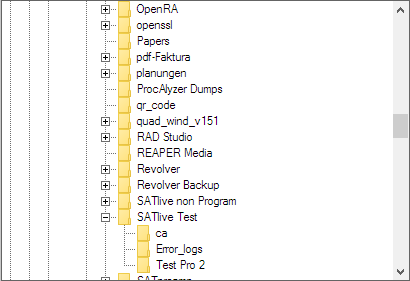 OpenRA
openssl
Papers
pdf-Faktura
planungen
ProcAlyzer Dumps
qr_code
quad_wind_v151
RAD Studio
REAPER Media
Revolver
Revolver Backup
SATlive non Program
SATlive Test
ca
Error_logs
Test Pro 2